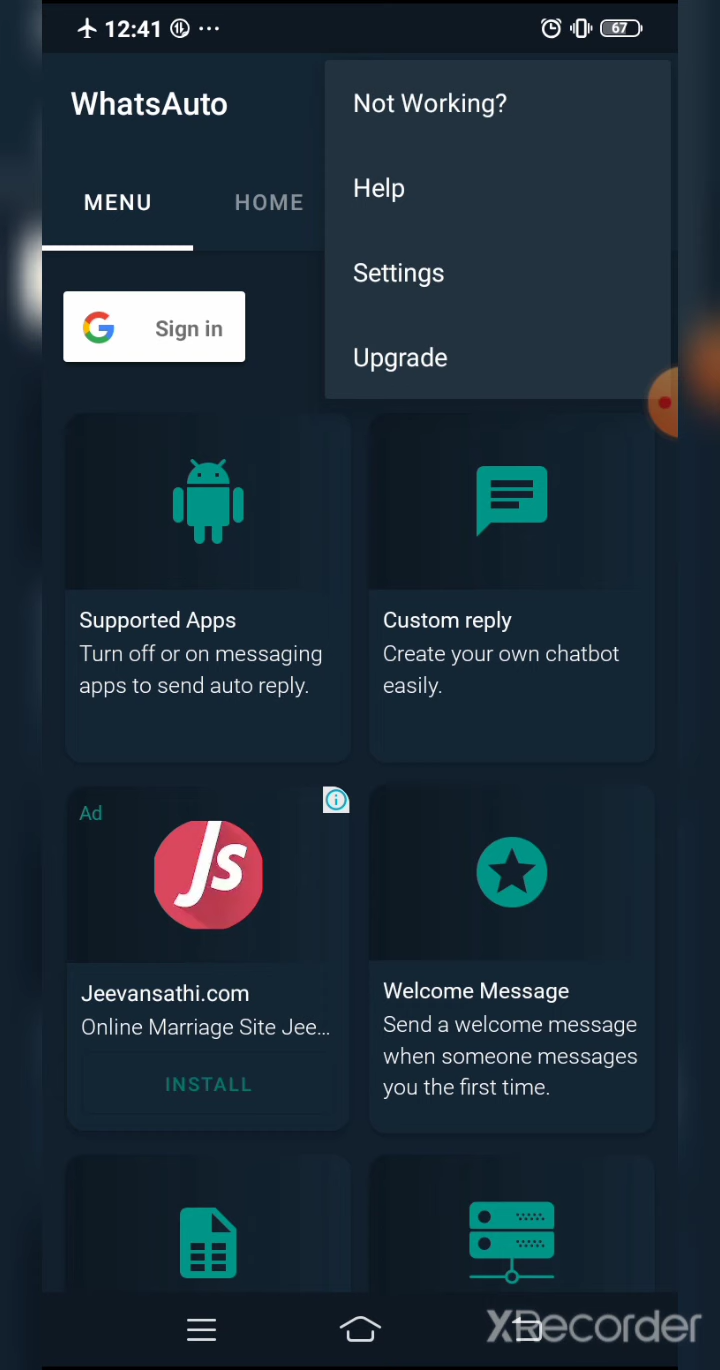 12:41 ···
67
WhatsAuto
Not Working?
Help
Settings
Upgrade
MENU
HOME
G Sign in
Supported Apps
Turn off or on messaging
apps to send auto reply.
Custom reply
Create your own chatbot
easily.
Ad
Js
Jeevansathi.com
Online Marriage Site Jee...
INSTALL
Welcome Message
Send a welcome message
when someone messages
you the first time.
XRecorder